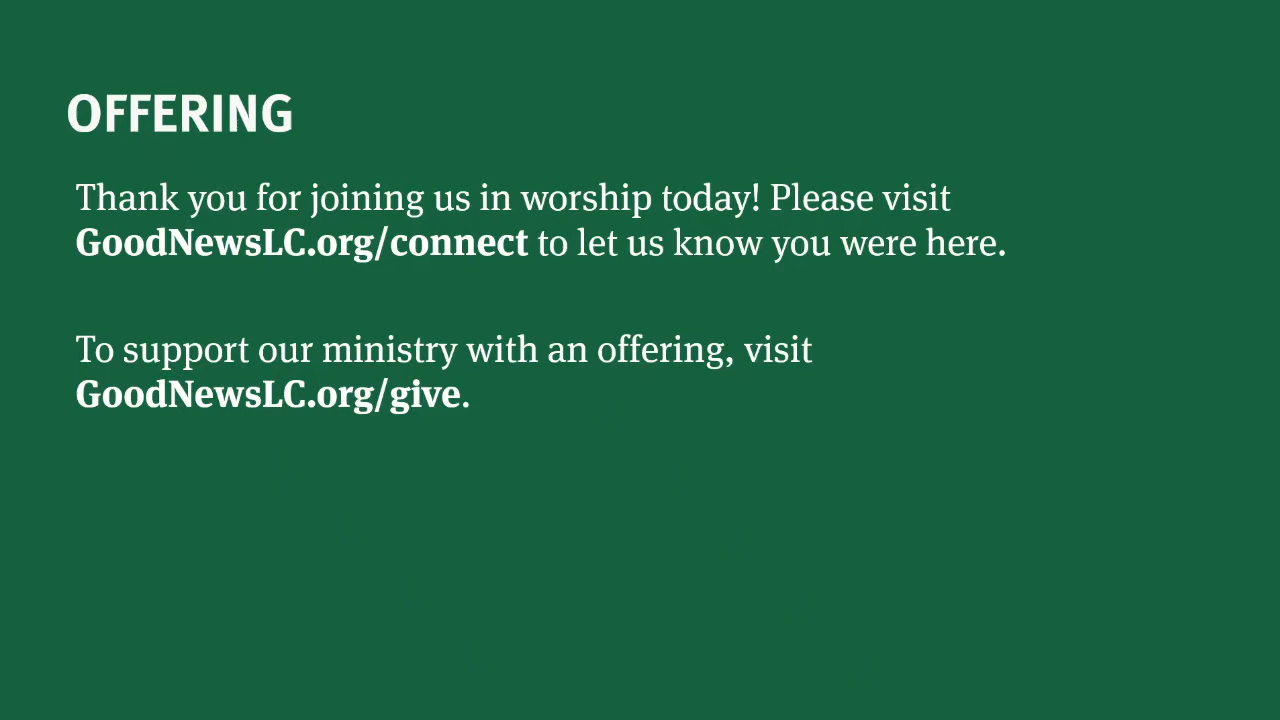 OFFERING
Thank you for joining us in worship today! Please visit
GoodNewsLC.org/connect to let us know you were here.
To support our ministry with an offering, visit
GoodNewsLC.org/give.